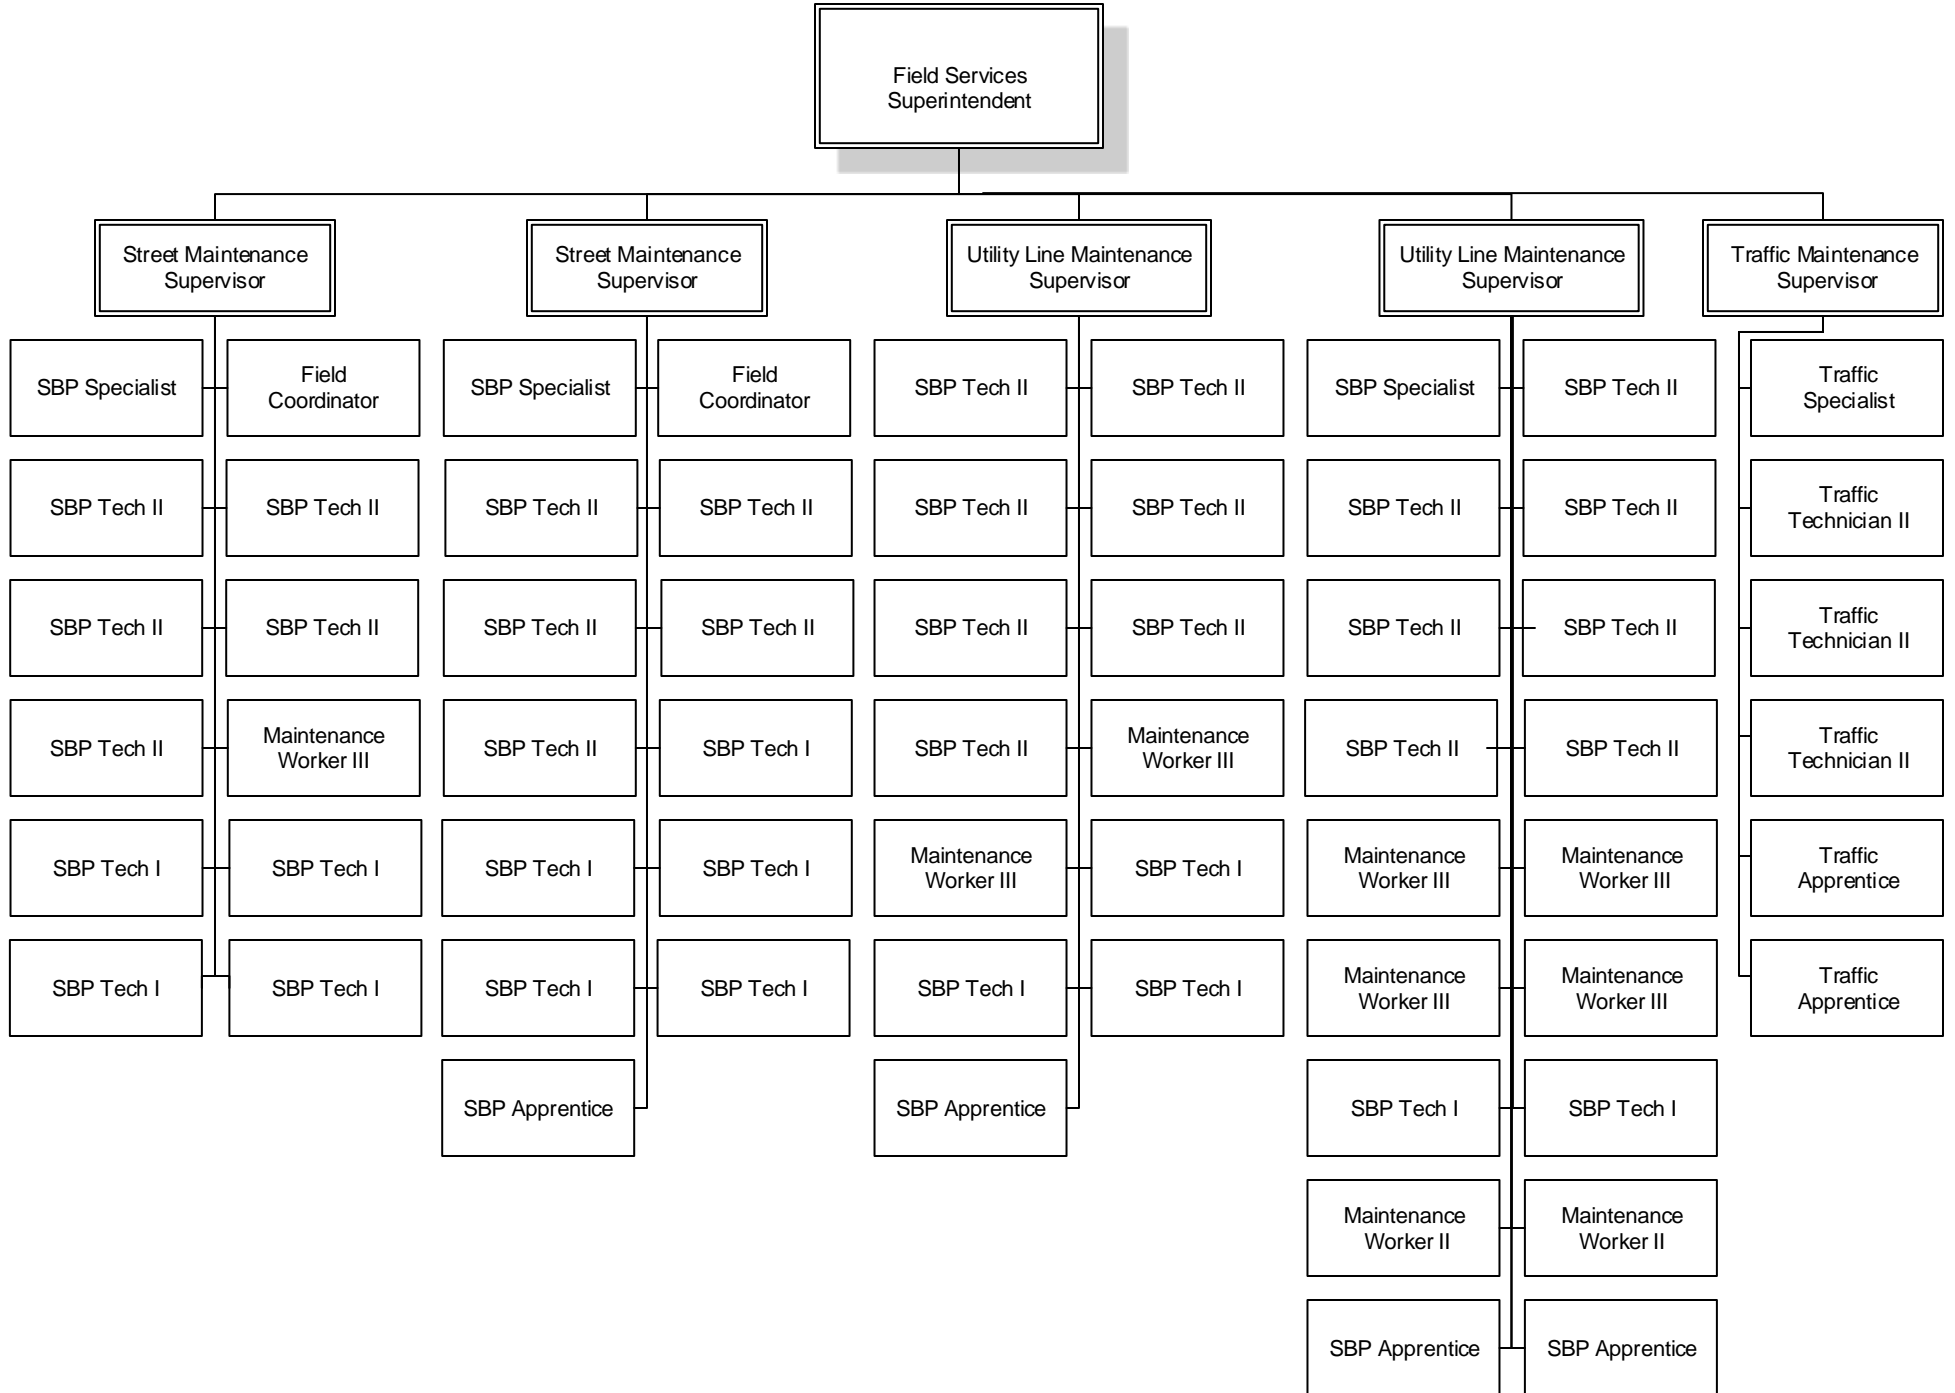 Field Services
Superintendent
Street Maintenance
Supervisor
Street Maintenance
Supervisor
Utility Line Maintenance
Supervisor
Utility Line Maintenance
Supervisor
Traffic Maintenance
Supervisor
SBP Specialist
Field
Coordinator
SBP Specialist
Field
Coordinator
SBP Tech II
SBP Tech II
SBP Specialist
SBP Tech II
Traffic
Specialist
SBP Tech II
SBP Tech II
SBP Tech II
SBP Tech II
SBP Tech II
SBP Tech II
SBP Tech II
SBP Tech II
Traffic
Technician II
SBP Tech II
SBP Tech II
SBP Tech II
SBP Tech II
SBP Tech II
SBP Tech II
SBP Tech II
SBP Tech II
Traffic
Technician II
SBP Tech II
Maintenance
Worker III
SBP Tech II
SBP Tech I
SBP Tech II
Maintenance
Worker III
SBP Tech II
SBP Tech II
Traffic
Technician II
SBP Tech I
SBP Tech I
SBP Tech I
SBP Tech I
Maintenance
Worker III
SBP Tech I
Maintenance
Worker III
Maintenance
Worker III
Traffic
Apprentice
SBP Tech I
SBP Tech I
SBP Tech I
SBP Tech I
SBP Tech I
SBP Tech I
Maintenance
Worker III
Maintenance
Worker III
Traffic
Apprentice
SBP Apprentice
SBP Apprentice
SBP Tech I
SBP Tech I
Maintenance
Worker II
Maintenance
Worker II
SBP Apprentice
SBP Apprentice